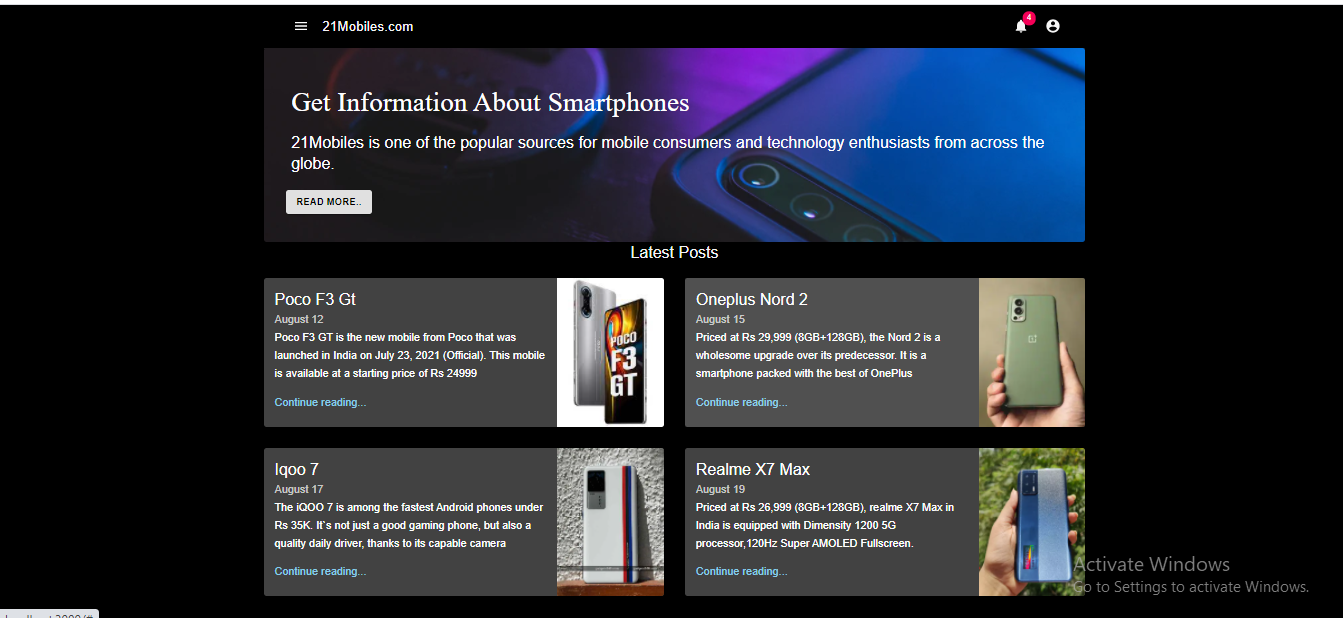 21Mobiles.com
4
Get Information About Smartphones
21Mobiles is one of the popular sources for mobile consumers and technology enthusiasts from across the
globe.
READ MORE..
Latest Posts
Poco F3 Gt
August 12
Poco F3 GT is the new mobile from Poco that was
launched in India on July 23, 2021 (Official). This mobile
is available at a starting price of Rs 24999
Continue reading...
POCO
F3
GT
Oneplus Nord 2
August 15
Priced at Rs 29,999 (8GB+128GB), the Nord 2 is a
wholesome upgrade over its predecessor. It is a
smartphone packed with the best of OnePlus
Continue reading...
Iqoo 7
August 17
The iQOO 7 is among the fastest Android phones under
Rs 35K. It`s not just a good gaming phone, but also a
quality daily driver, thanks to its capable camera
Continue reading...
Realme X7 Max
August 19
Priced at Rs 26,999 (8GB+128GB), realme X7 Max in
India is equipped with Dimensity 1200 5G
processor,120Hz Super AMOLED Fullscreen.
Continue reading...
Activate Windows
Go to Settings to activate Windows.